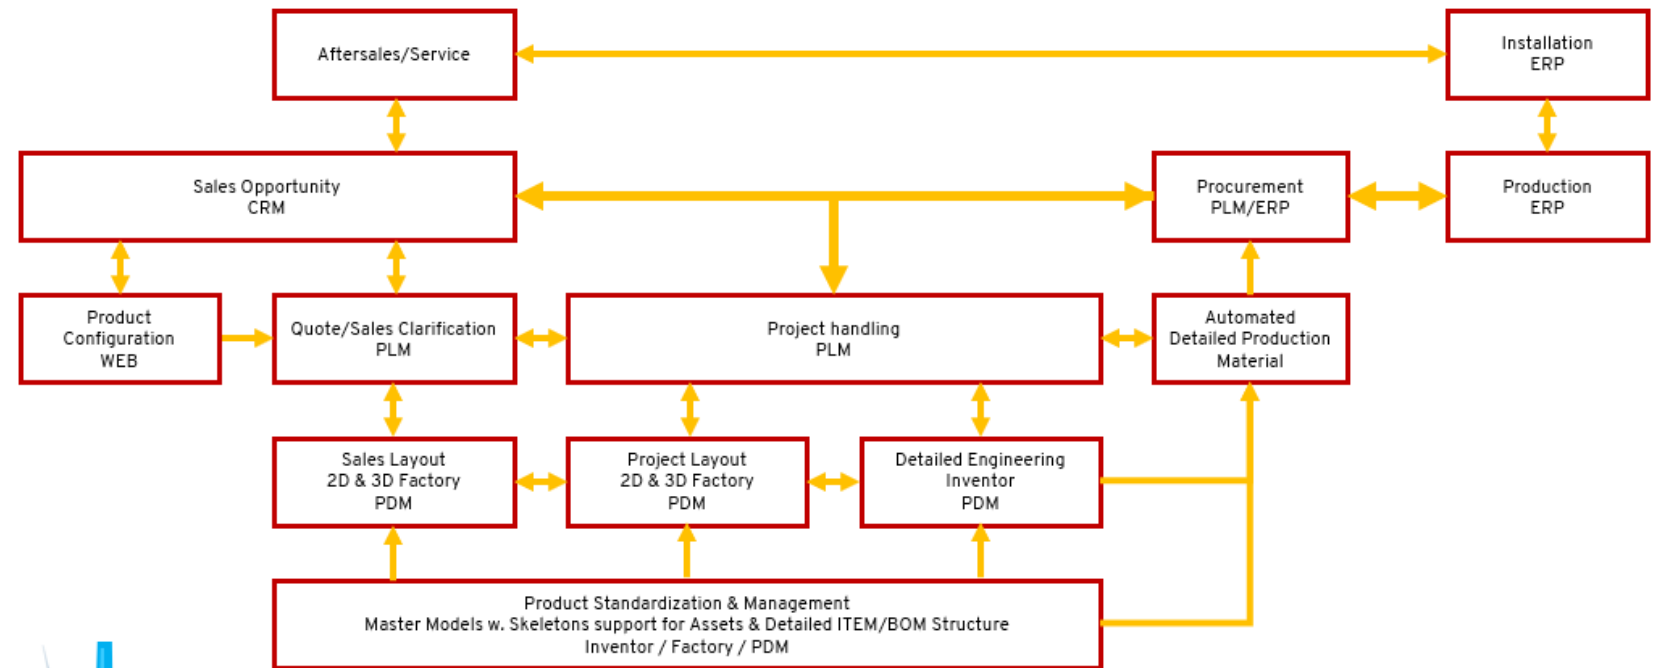 Aftersales/Service
Installation
ERP
Sales Opportunity
CRM
Procurement
PLM/ERP
Production
ERP
Product
Configuration
WEB
Quote/Sales Clarification
PLM
Project handling
PLM
Automated
Detailed Production
Material
Sales Layout
2D & 3D Factory
PDM
Project Layout
2D & 3D Factory
PDM
Detailed Engineering
Inventor
PDM
Product Standardization & Management
Master Models w. Skeletons support for Assets & Detailed ITEM/BOM Structure
Inventor / Factory / PDM